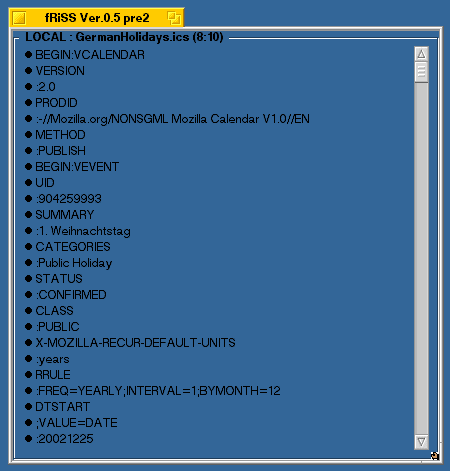 fRiSS Ver.0.5 pre2
LOCAL : GermanHolidays.ics (8:10)
BEGIN:VCALENDAR
VERSION
:2.0
PRODID
:-//Mozilla.org/NONSGML Mozilla Calendar V1.0//EN
METHOD
:PUBLISH
BEGIN:VEVENT
UID
:904259993
SUMMARY
:1. Weihnachtstag
CATEGORIES
:Public Holiday
STATUS
:CONFIRMED
CLASS
:PUBLIC
X-MOZILLA-RECUR-DEFAULT-UNITS
:years
RRULE
:FREQ=YEARLY;INTERVAL=1;BYMONTH=12
DTSTART
;VALUE=DATE
:20021225